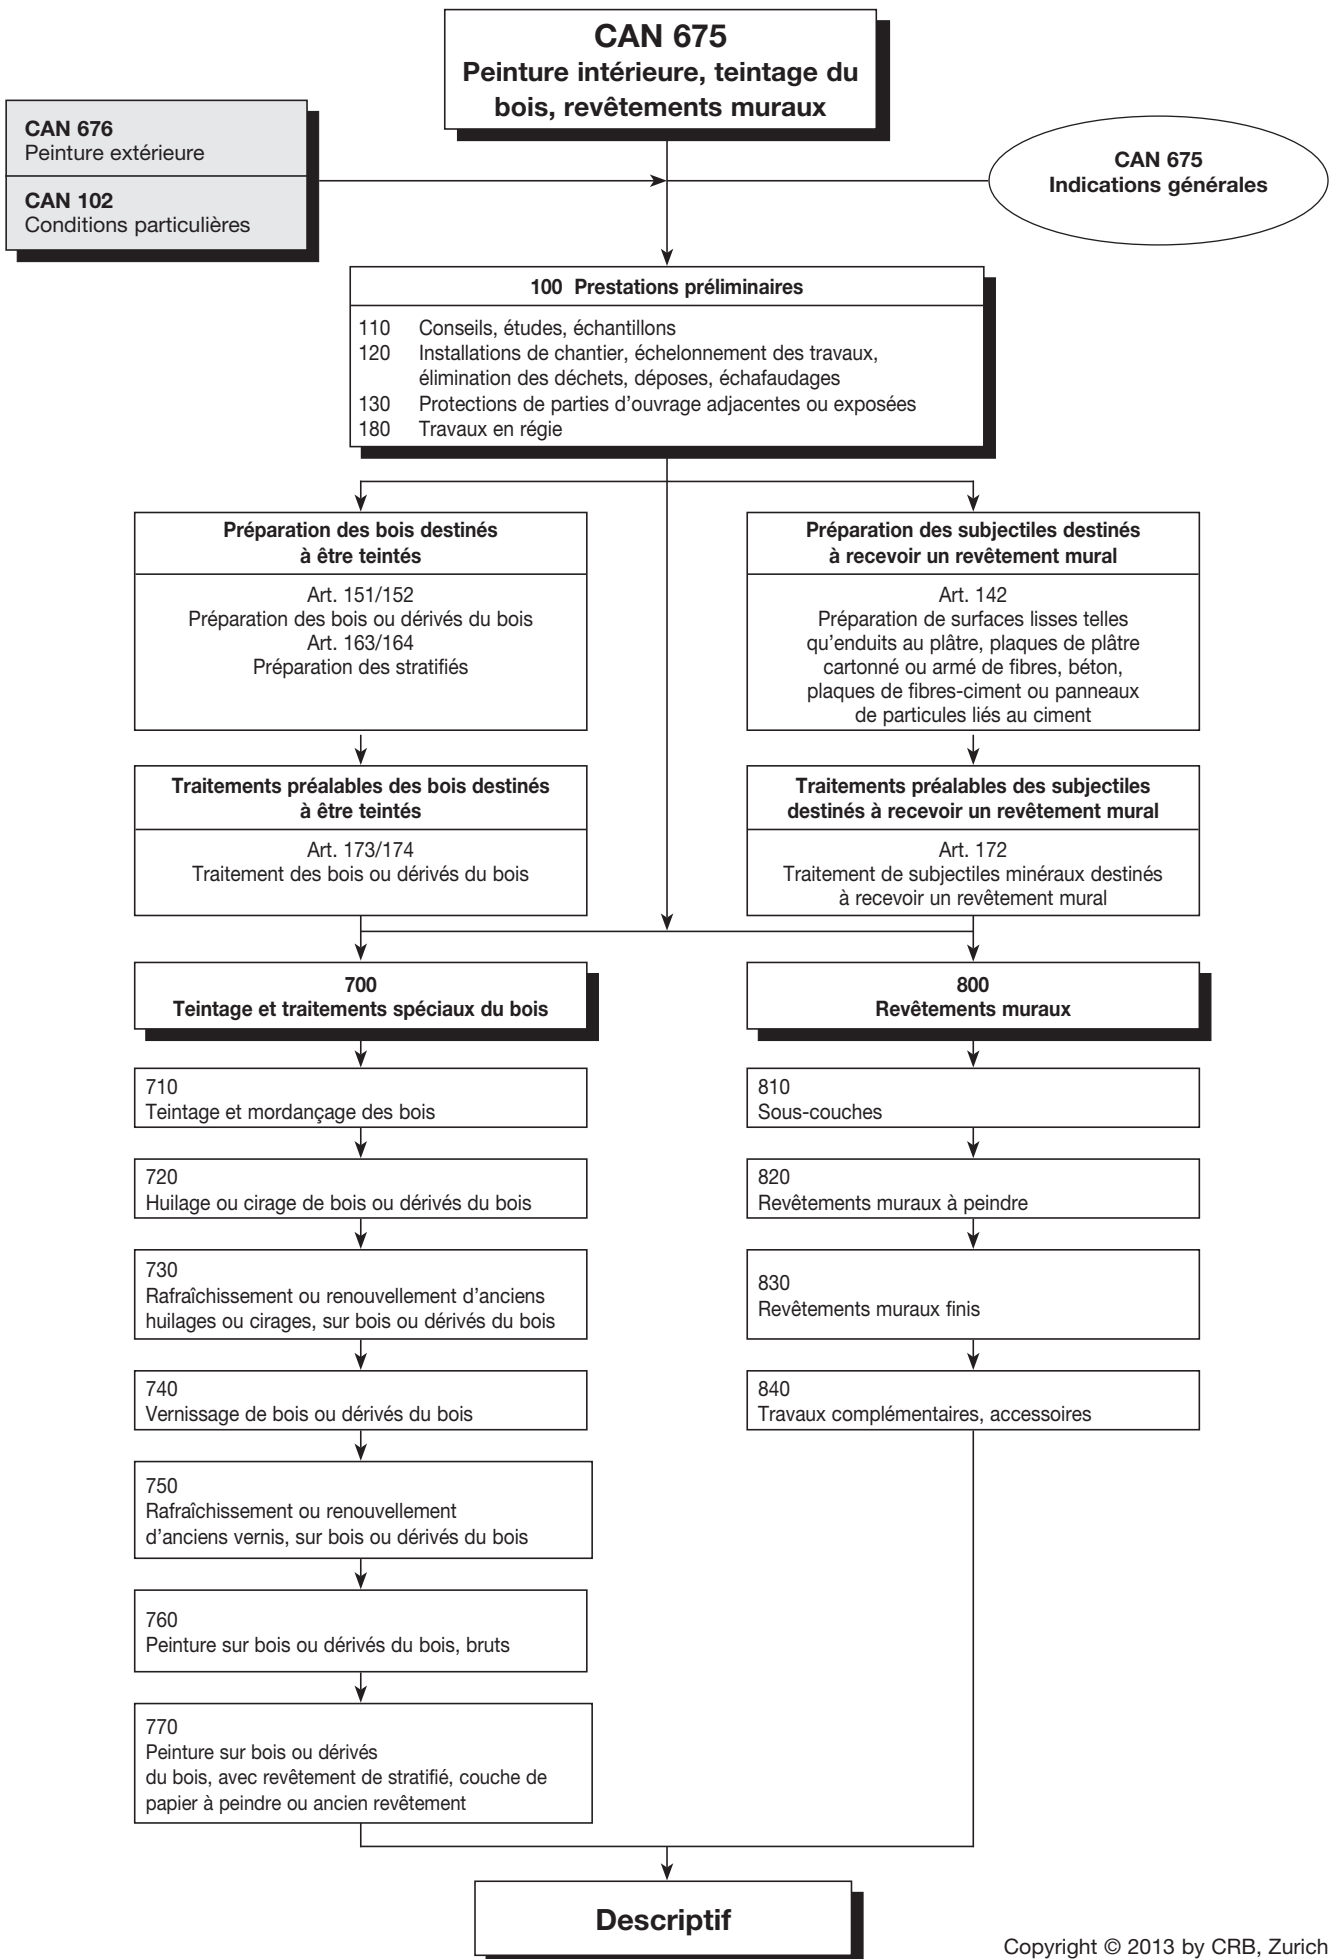 CAN 675
Peinture intérieure, teintage du
bois, revêtements muraux
CAN 676
Peinture extérieure
CAN 102
Conditions particulières
CAN 675
Indications générales
100 Prestations préliminaires
110 Conseils, études, échantillons
120 Installations de chantier, échelonnement des travaux,
élimination des déchets, déposes, échafaudages
130 Protections de parties d’ouvrage adjacentes ou exposées
180 Travaux en régie
Préparation des bois destinés
à être teintés
Art. 151/152
Préparation des bois ou dérivés du bois
Art. 163/164
Préparation des stratifiés
Préparation des subjectiles destinés
à recevoir un revêtement mural
Art. 142
Préparation de surfaces lisses telles
qu’enduits au plâtre, plaques de plâtre
cartonné ou armé de fibres, béton,
plaques de fibres-ciment ou panneaux
de particules liés au ciment
Traitements préalables des bois destinés
à être teintés
Art. 173/174
Traitement des bois ou dérivés du bois
Traitements préalables des subjectiles
destinés à recevoir un revêtement mural
Art. 172
Traitement de subjectiles minéraux destinés
à recevoir un revêtement mural
700
Teintage et traitements spéciaux du bois
710
Teintage et mordançage des bois
720
Huilage ou cirage de bois ou dérivés du bois
730
Rafraîchissement ou renouvellement d’anciens
huilages ou cirages, sur bois ou dérivés du bois
740
Vernissage de bois ou dérivés du bois
750
Rafraîchissement ou renouvellement
d’anciens vernis, sur bois ou dérivés du bois
760
Peinture sur bois ou dérivés du bois, bruts
770
Peinture sur bois ou dérivés
du bois, avec revêtement de stratifié, couche de
papier à peindre ou ancien revêtement
800
Revêtements muraux
810
Sous-couches
820
Revêtements muraux à peindre
830
Revêtements muraux finis
840
Travaux complémentaires, accessoires
Descriptif
Copyright © 2013 by CRB, Zurich